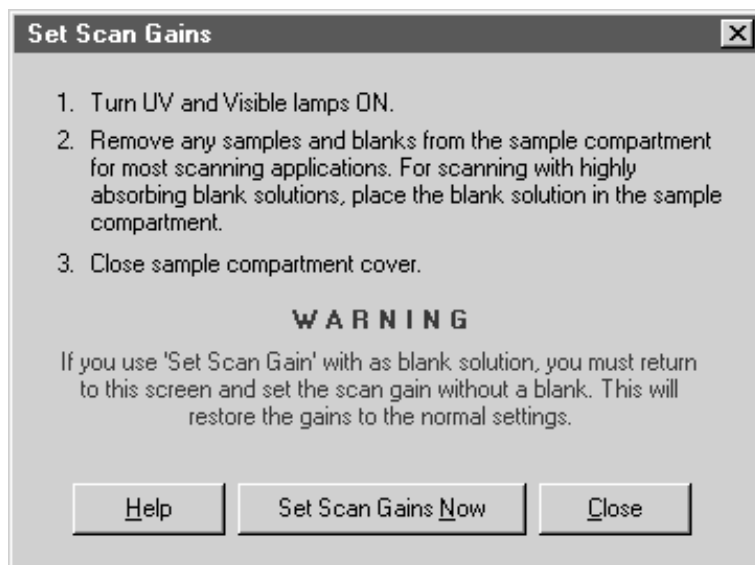 Set Scan Gains
1. Turn UV and Visible lamps ON.
2. Remove any samples and blanks from the sample compartment
for most scanning applications. For scanning with highly
absorbing blank solutions, place the blank solution in the sample
compartment.
3. Close sample compartment cover.
WARNING
If you use 'Set Scan Gain' with as blank solution, you must return
to this screen and set the scan gain without a blank. This will
restore the gains to the normal settings.
Help Set Scan Gains Now Close